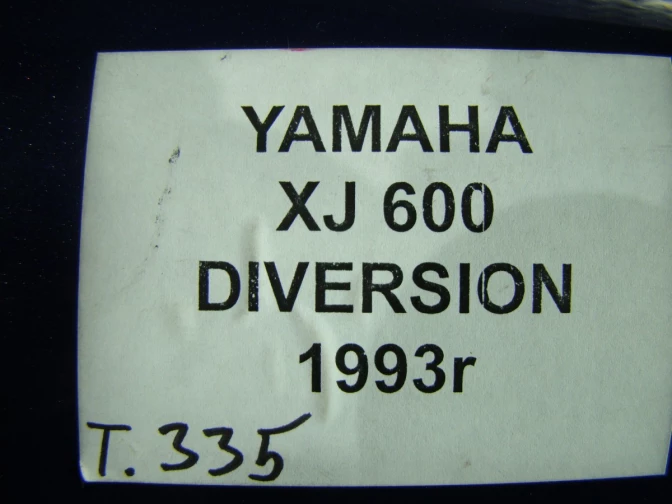 YAMAHA
XJ 600
DIVERSION
1993r
T. 335